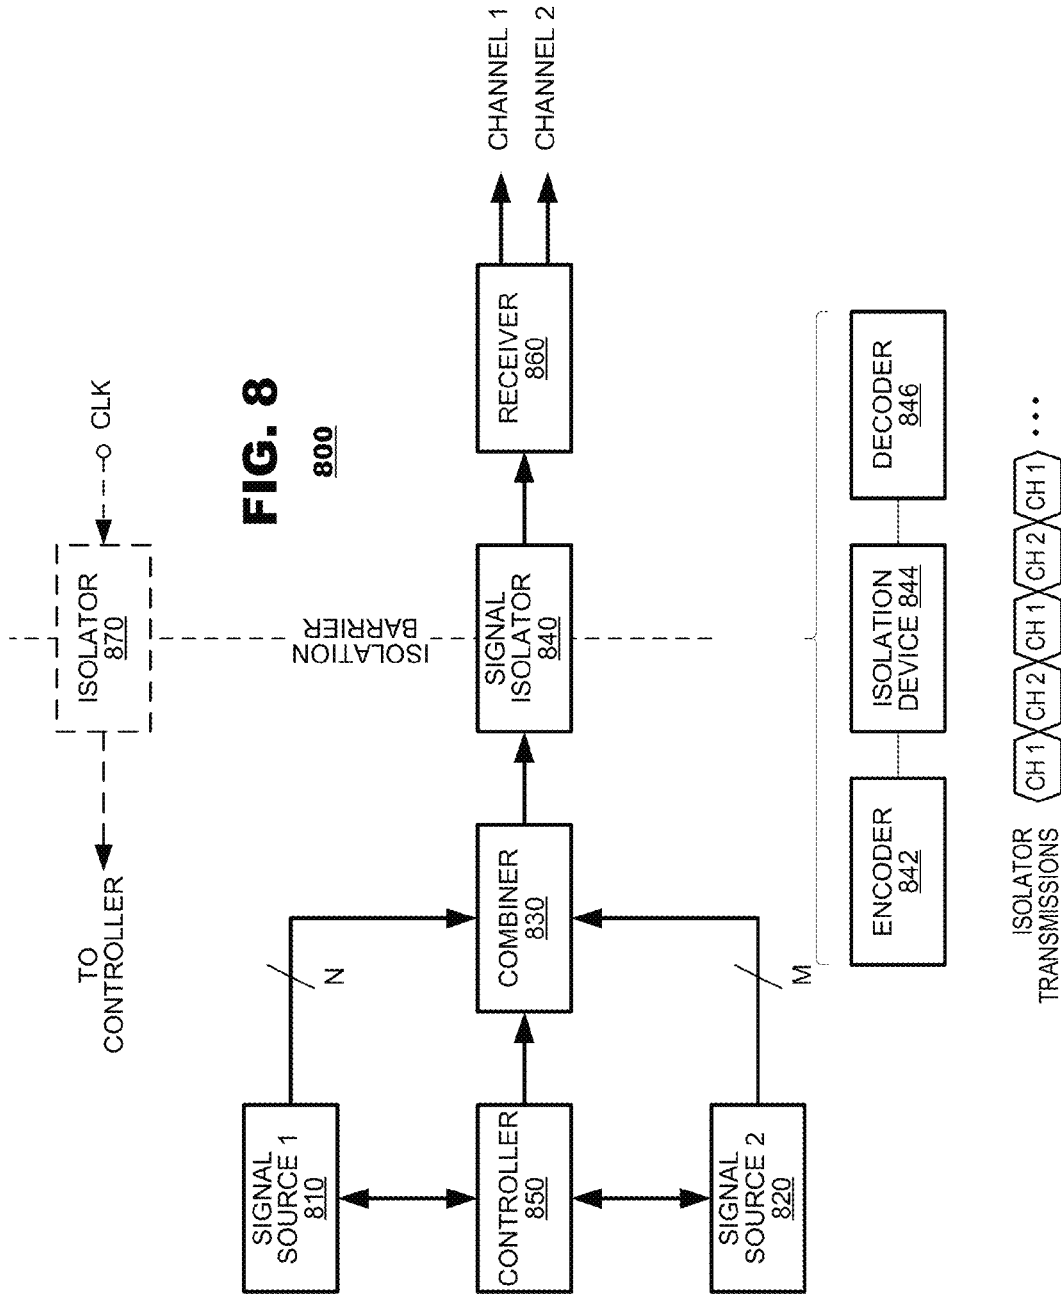 FIG. 8
800
TO
CONTROLLER
ISOLATOR
870
CLK
ISOLATION
BARRIER
SIGNAL
SOURCE 1
810
N
CONTROLLER
850
COMBINER
830
SIGNAL
ISOLATOR
840
RECEIVER
860
CHANNEL 1
CHANNEL 2
SIGNAL
SOURCE 2
820
M
ENCODER
842
ISOLATION
DEVICE 844
DECODER
846
ISOLATOR
TRANSMISSIONS
CH 1 CH 2 CH 1 CH 2 CH 1 ...